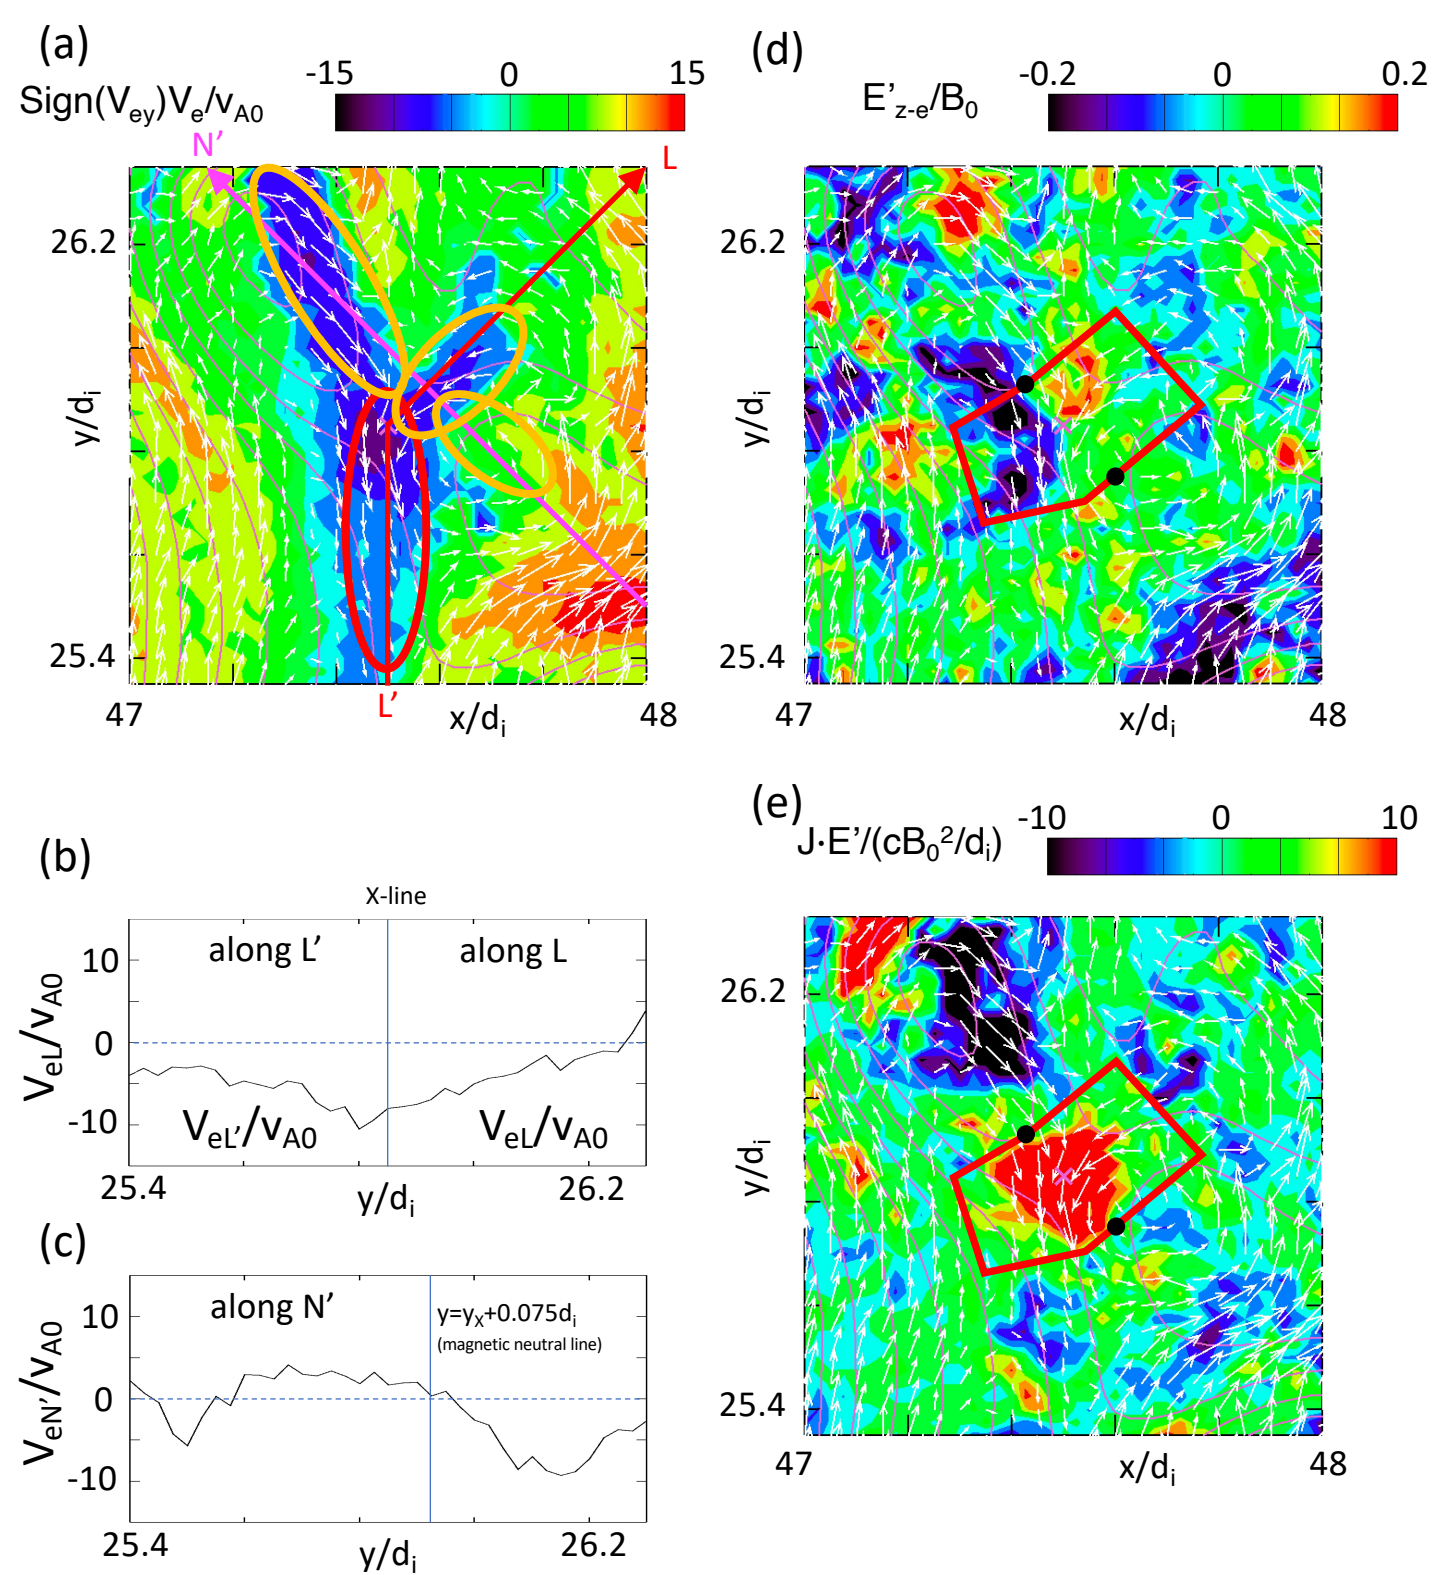 (a)
-15 0 15
Sign(Vey)Ve/vA0
N’
L
26.2
y/di
25.4
L’
47 x/di 48
(d)
-0.2 0 0.2
E’z-e/B0
26.2
y/di
25.4
47 x/di 48
(b)
X-line
along L’ along L
10
0
-10
VeL/vA0
VeL’/vA0 VeL/vA0
25.4 y/di 26.2
(c)
along N’
y=yX+0.075di
(magnetic neutral line)
10
0
-10
VeN’/vA0
25.4 y/di 26.2
(e)
-10 0 10
J·E’/(cB0²/di)
26.2
y/di
25.4
47 x/di 48